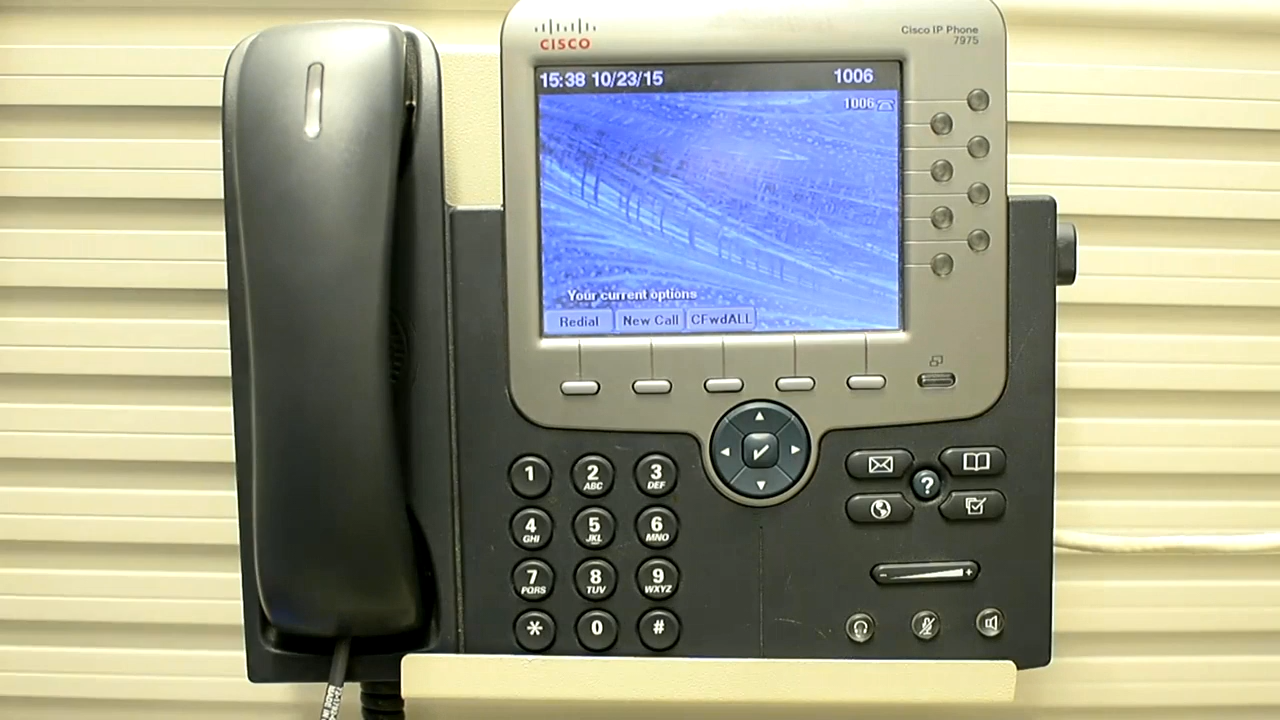 CISCO
Cisco IP Phone
7975
15:38 10/23/15 1006
1006
Your current options
Redial New Call CFwdALL
1 2 ABC 3 DEF
4 GHI 5 JKL 6 MNO
7 PQRS 8 TUV 9 WXYZ
* 0 #
?
- +